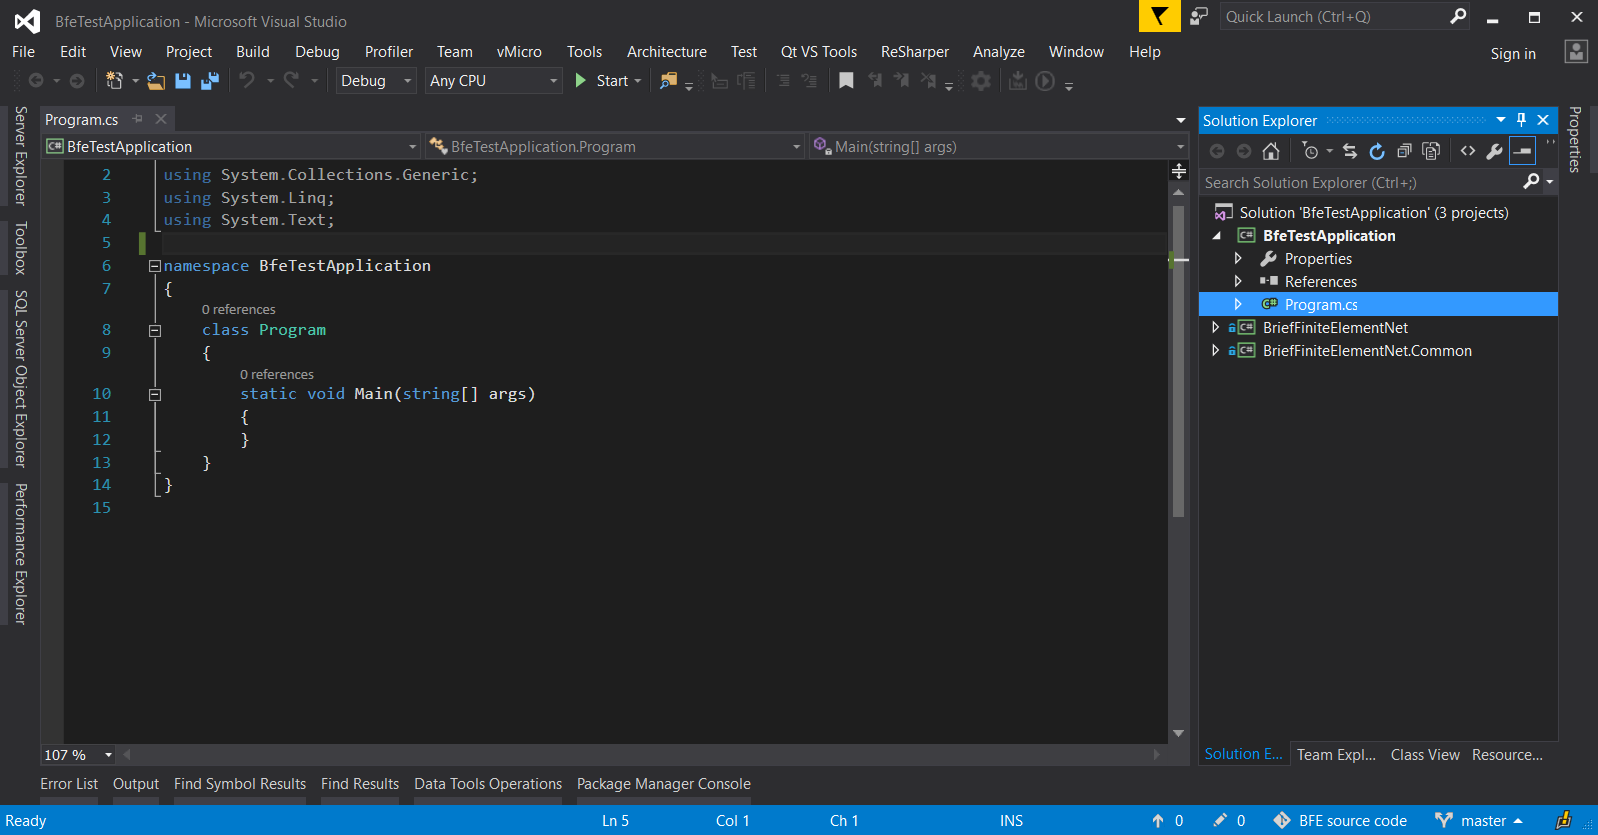 BfeTestApplication - Microsoft Visual Studio
Quick Launch (Ctrl+Q)
File Edit View Project Build Debug Profiler Team vMicro Tools Architecture Test Qt VS Tools ReSharper Analyze Window Help
Sign in
Debug Any CPU Start
Server Explorer
Toolbox
SQL Server Object Explorer
Performance Explorer
Program.cs
C# BfeTestApplication BfeTestApplication.Program Main(string[] args)
2 using System.Collections.Generic;
3 using System.Linq;
4 using System.Text;
5
6 namespace BfeTestApplication
7 {
0 references
8 class Program
9 {
0 references
10 static void Main(string[] args)
11 {
12 }
13 }
14 }
15
107 %
Solution Explorer
Search Solution Explorer (Ctrl+;)
Solution 'BfeTestApplication' (3 projects)
C# BfeTestApplication
Properties
References
C# Program.cs
C# BriefFiniteElementNet
C# BriefFiniteElementNet.Common
Solution E... Team Expl... Class View Resource...
Properties
Error List Output Find Symbol Results Find Results Data Tools Operations Package Manager Console
Ready Ln 5 Col 1 Ch 1 INS 0 0 BFE source code master